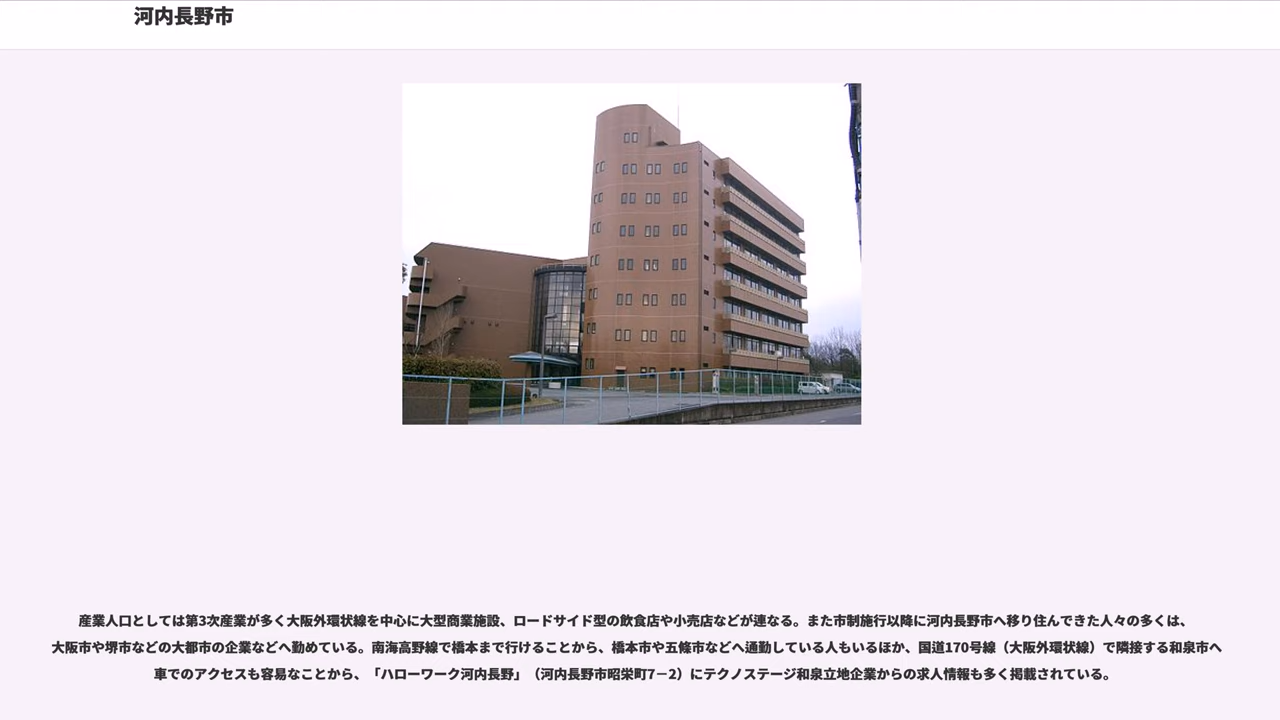 河内長野市
産業人口としては第3次産業が多く大阪外環状線を中心に大型商業施設、ロードサイド型の飲食店や小売店などが連なる。また市制施行以降に河内長野市へ移り住んできた人々の多くは、
大阪市や堺市などの大都市の企業などへ勤めている。南海高野線で橋本まで行けることから、橋本市や五條市などへ通勤している人もいるほか、国道170号線（大阪外環状線）で隣接する和泉市へ
車でのアクセスも容易なことから、「ハローワーク河内長野」（河内長野市昭栄町7－2）にテクノステージ和泉立地企業からの求人情報も多く掲載されている。